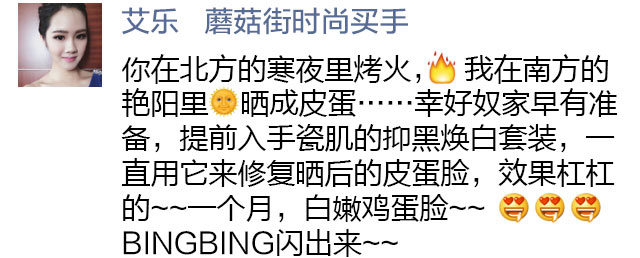 艾乐 蘑菇街时尚买手
你在北方的寒夜里烤火,🔥我在南方的
艳阳里🌞晒成皮蛋……幸好奴家早有准
备，提前入手瓷肌的抑黑焕白套装，一
直用它来修复晒后的皮蛋脸，效果杠杠
的~~一个月，白嫩鸡蛋脸~~ 😍😍😍
BINGBING闪出来~~